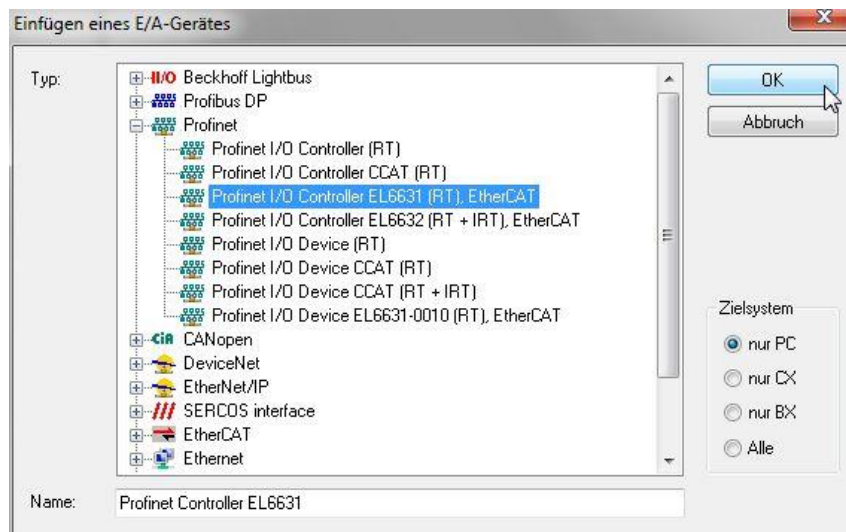 Einfügen eines E/A-Gerätes
Typ:
II/O Beckhoff Lightbus
Profibus DP
Profinet
Profinet I/O Controller (RT)
Profinet I/O Controller CCAT (RT)
Profinet I/O Controller EL6631 (RT), EtherCAT
Profinet I/O Controller EL6632 (RT + IRT), EtherCAT
Profinet I/O Device (RT)
Profinet I/O Device CCAT (RT)
Profinet I/O Device CCAT (RT + IRT)
Profinet I/O Device EL6631-0010 (RT), EtherCAT
CiA CANopen
DeviceNet
EtherNet/IP
SERCOS interface
EtherCAT
Ethernet
OK
Abbruch
Zielsystem
nur PC
nur CX
nur BX
Alle
Name:
Profinet Controller EL6631